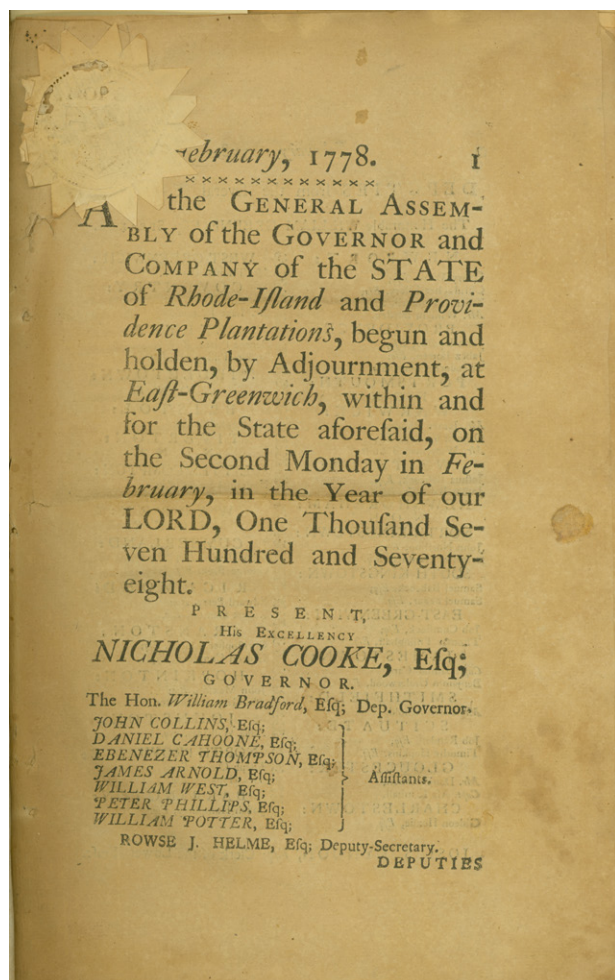 February, 1778. 1
A the GENERAL ASSEM-
BLY of the GOVERNOR and
COMPANY of the STATE
of Rhode-Iſland and Provi-
dence Plantations, begun and
holden, by Adjournment, at
Eaſt-Greenwich, within and
for the State aforeſaid, on
the Second Monday in Fe-
bruary, in the Year of our
LORD, One Thouſand Se-
ven Hundred and Seventy-
eight.
PRESENT,
His EXCELLENCY
NICHOLAS COOKE, Eſq;
GOVERNOR.
The Hon. William Bradford, Eſq; Dep. Governor.
JOHN COLLINS, Eſq;
DANIEL CAHOONE, Eſq;
EBENEZER THOMPSON, Eſq;
JAMES ARNOLD, Eſq; Aſſiſtants.
WILLIAM WEST, Eſq;
PETER PHILLIPS, Eſq;
WILLIAM POTTER, Eſq;
ROWSE J. HELME, Eſq; Deputy-Secretary.
DEPUTIES